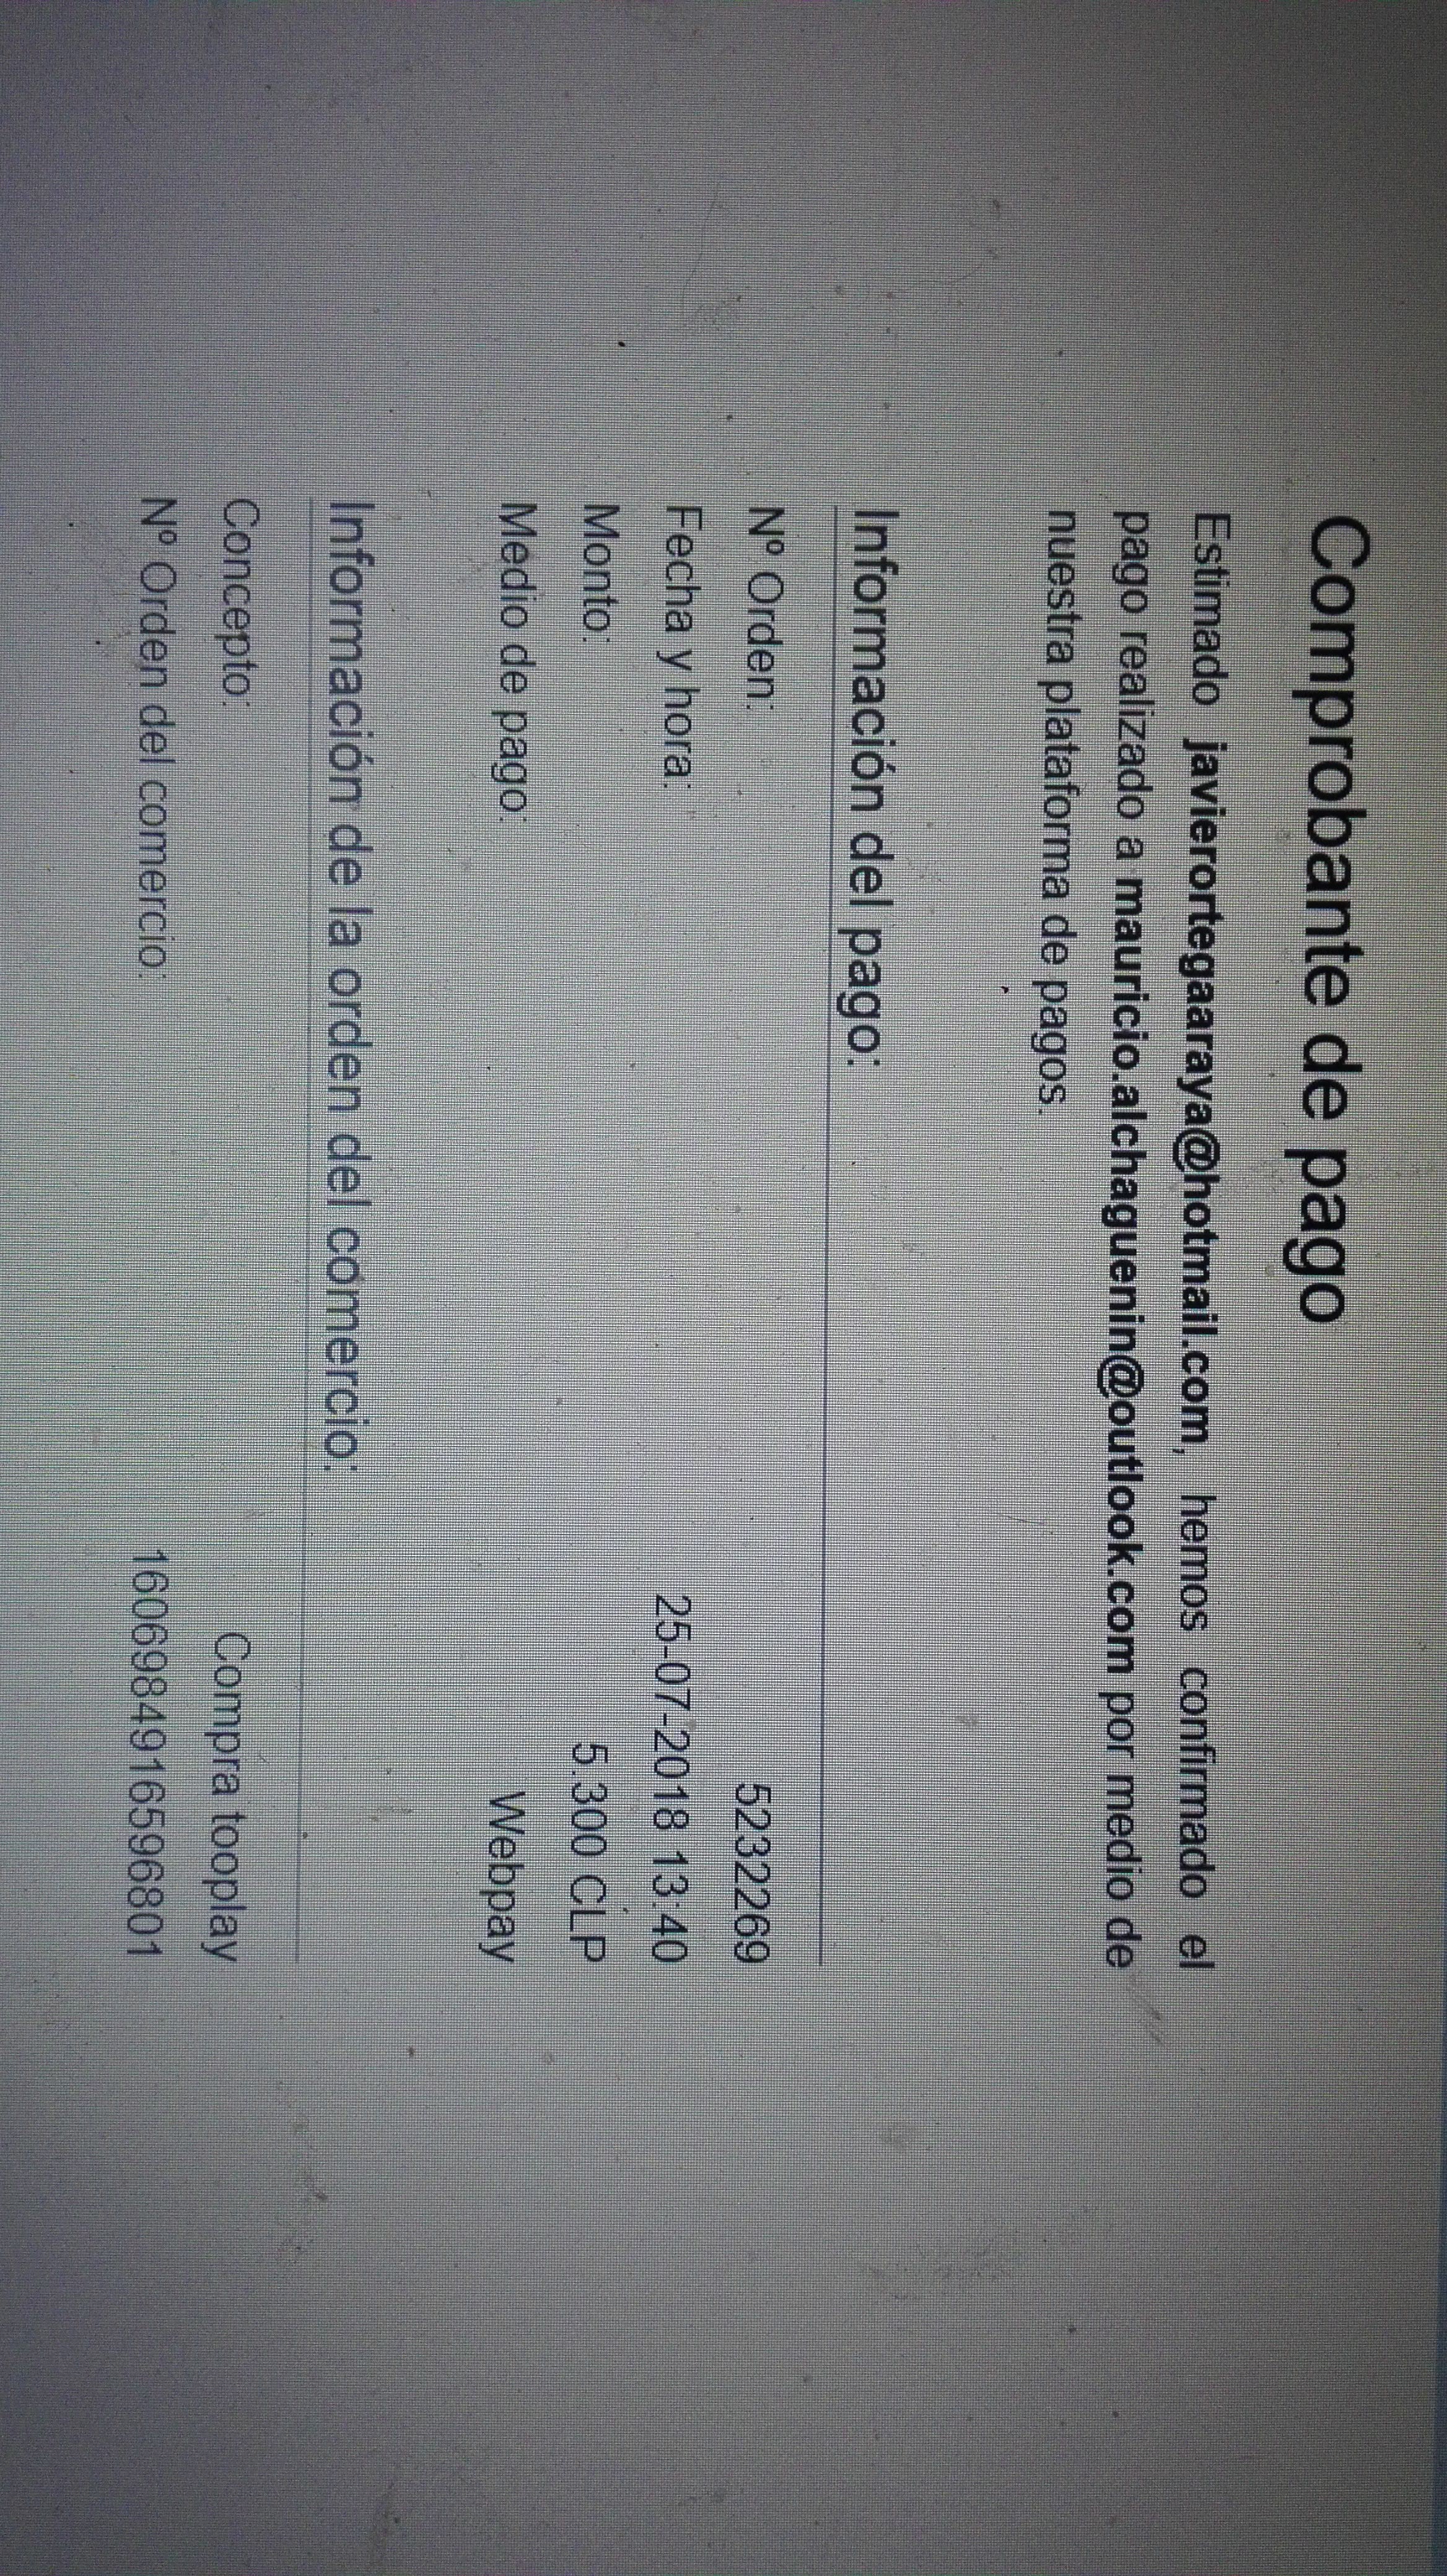 Comprobante de pago
Estimado javierortegaaraya@hotmail.com, hemos confirmado el
pago realizado a mauricio.alchaguenin@outlook.com por medio de
nuestra plataforma de pagos.
Información del pago:
Nº Orden: 5232269
Fecha y hora: 25-07-2018 13:40
Monto: 5.300 CLP
Medio de pago: Webpay
Información de la orden del comercio:
Concepto: Compra tooplay
Nº Orden del comercio: 1606984916596801